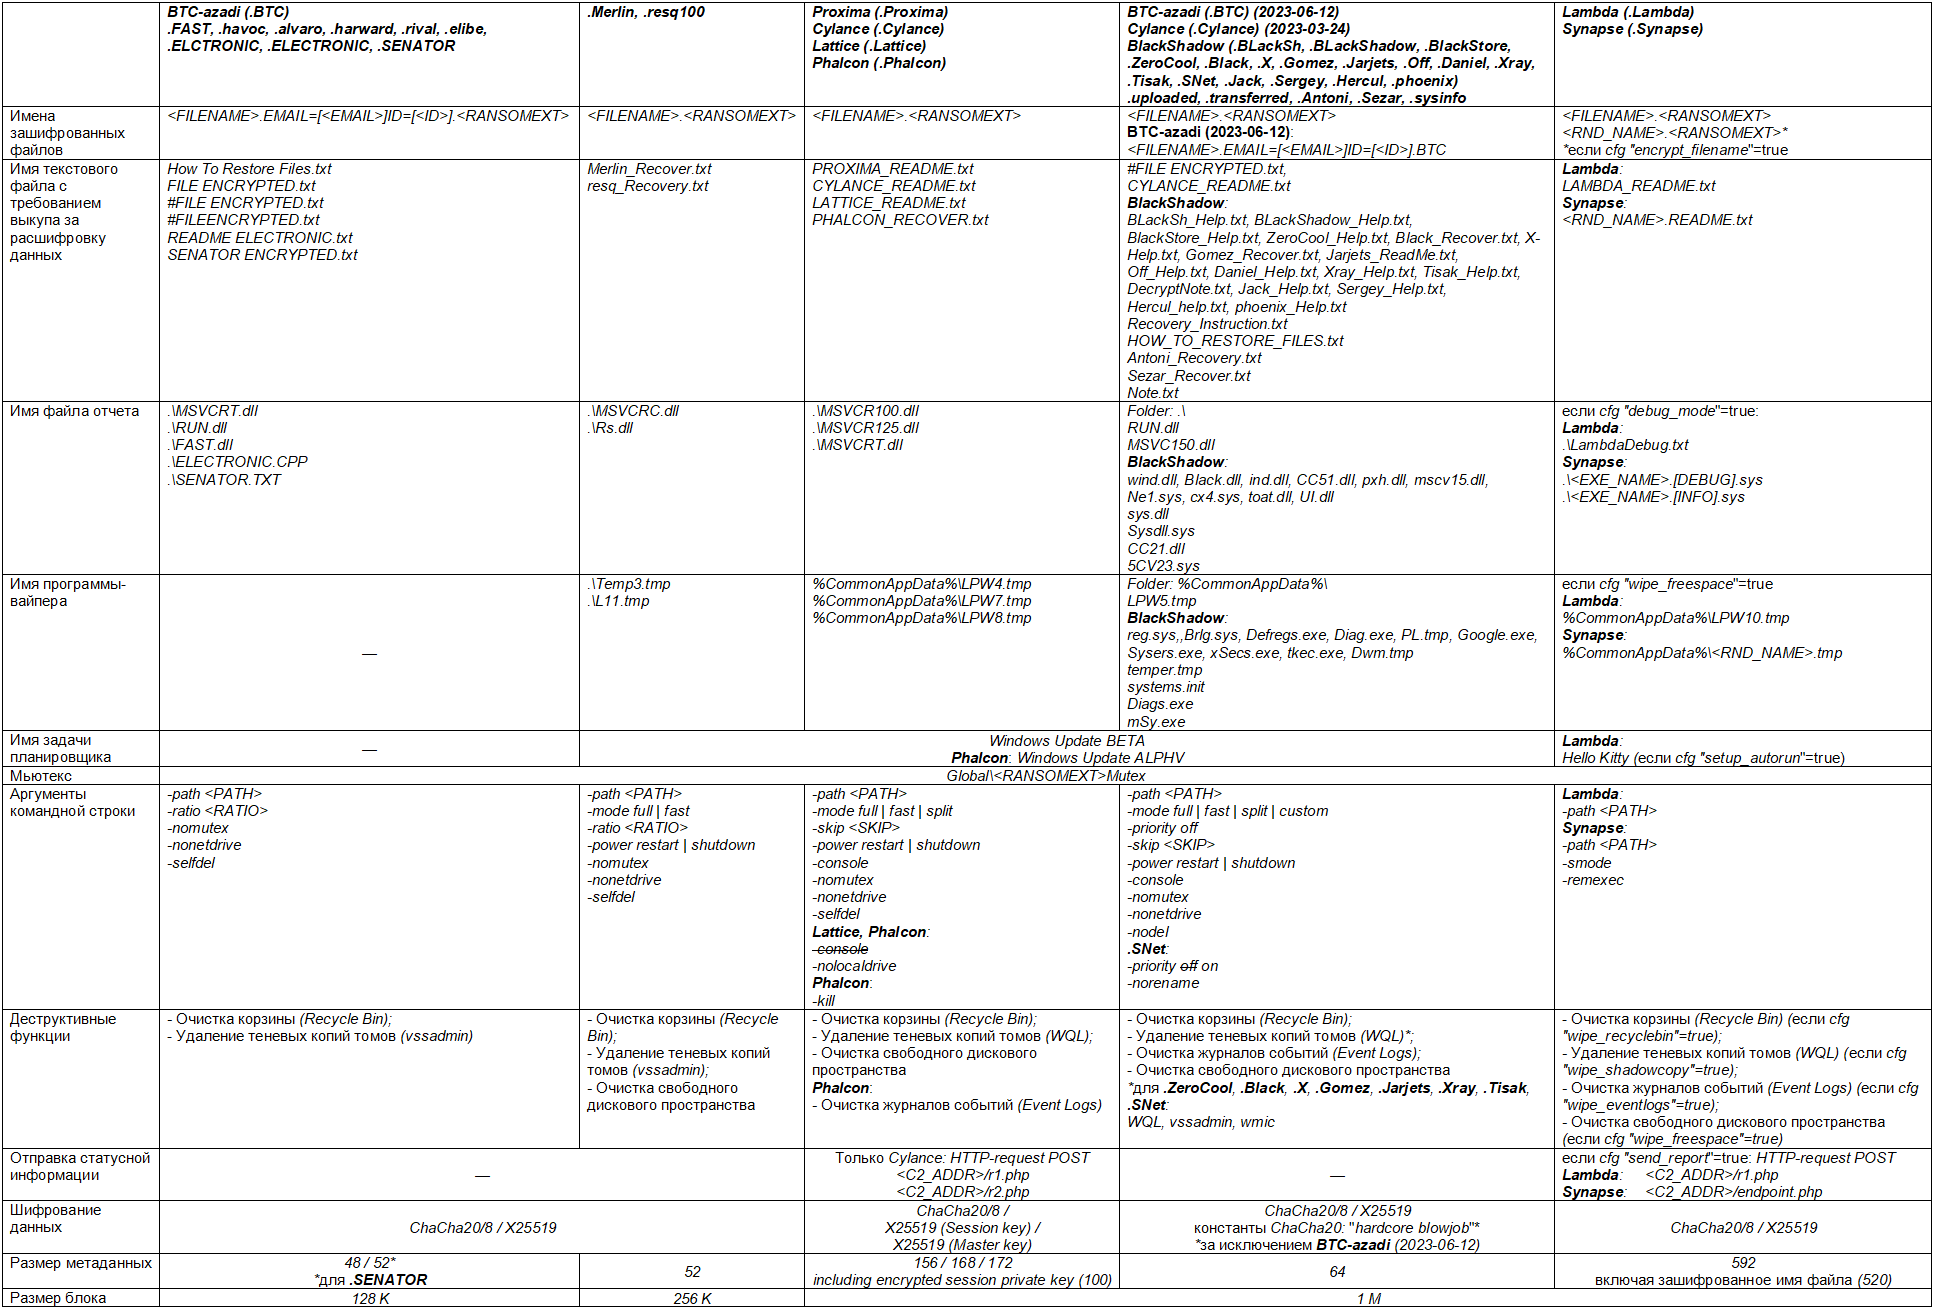 BTC-azadi (.BTC)
.FAST, .havoc, .alvaro, .harward, .rival, .elibe,
.ELCTRONIC, .ELECTRONIC, .SENATOR
.Merlin, .resq100
Proxima (.Proxima)
Cylance (.Cylance)
Lattice (.Lattice)
Phalcon (.Phalcon)
BTC-azadi (.BTC) (2023-06-12)
Cylance (.Cylance) (2023-03-24)
BlackShadow (.BLackSh, .BLackShadow, .BlackStore,
.ZeroCool, .Black, .X, .Gomez, .Jarjets, .Off, .Daniel, .Xray,
.Tisak, .SNet, .Jack, .Sergey, .Hercul, .phoenix)
.uploaded, .transferred, .Antoni, .Sezar, .sysinfo
Lambda (.Lambda)
Synapse (.Synapse)
Имена
зашифрованных
файлов
<FILENAME>.EMAIL=[<EMAIL>]ID=[<ID>].<RANSOMEXT>
<FILENAME>.<RANSOMEXT>
<FILENAME>.<RANSOMEXT>
<FILENAME>.<RANSOMEXT>
BTC-azadi (2023-06-12):
<FILENAME>.EMAIL=[<EMAIL>]ID=[<ID>].BTC
<FILENAME>.<RANSOMEXT>
<RND_NAME>.<RANSOMEXT>*
*если cfg "encrypt_filename"=true
Имя текстового
файла с
требованием
выкупа за
расшифровку
данных
How To Restore Files.txt
FILE ENCRYPTED.txt
#FILE ENCRYPTED.txt
#FILEENCRYPTED.txt
README ELECTRONIC.txt
SENATOR ENCRYPTED.txt
Merlin_Recover.txt
resq_Recovery.txt
PROXIMA_README.txt
CYLANCE_README.txt
LATTICE_README.txt
PHALCON_RECOVER.txt
#FILE ENCRYPTED.txt,
CYLANCE_README.txt
BlackShadow:
BLackSh_Help.txt, BLackShadow_Help.txt,
BlackStore_Help.txt, ZeroCool_Help.txt, Black_Recover.txt, X-
Help.txt, Gomez_Recover.txt, Jarjets_ReadMe.txt,
Off_Help.txt, Daniel_Help.txt, Xray_Help.txt, Tisak_Help.txt,
DecryptNote.txt, Jack_Help.txt, Sergey_Help.txt,
Hercul_help.txt, phoenix_Help.txt
Recovery_Instruction.txt
HOW_TO_RESTORE_FILES.txt
Antoni_Recovery.txt
Sezar_Recover.txt
Note.txt
Lambda:
LAMBDA_README.txt
Synapse:
<RND_NAME>.README.txt
Имя файла отчета
.\MSVCRT.dll
.\RUN.dll
.\FAST.dll
.\ELECTRONIC.CPP
.\SENATOR.TXT
.\MSVCRC.dll
.\Rs.dll
.\MSVCR100.dll
.\MSVCR125.dll
.\MSVCRT.dll
Folder: .\
RUN.dll
MSVC150.dll
BlackShadow:
wind.dll, Black.dll, ind.dll, CC51.dll, pxh.dll, mscv15.dll,
Ne1.sys, cx4.sys, toat.dll, UI.dll
sys.dll
Sysdll.sys
CC21.dll
5CV23.sys
если cfg "debug_mode"=true:
Lambda:
.\LambdaDebug.txt
Synapse:
.\<EXE_NAME>.[DEBUG].sys
.\<EXE_NAME>.[INFO].sys
Имя программы-
вайпера
—
.\Temp3.tmp
.\L11.tmp
%CommonAppData%\LPW4.tmp
%CommonAppData%\LPW7.tmp
%CommonAppData%\LPW8.tmp
Folder: %CommonAppData%\
LPW5.tmp
BlackShadow:
reg.sys,,Brlg.sys, Defregs.exe, Diag.exe, PL.tmp, Google.exe,
Sysers.exe, xSecs.exe, tkec.exe, Dwm.tmp
temper.tmp
systems.init
Diags.exe
mSy.exe
если cfg "wipe_freespace"=true
Lambda:
%CommonAppData%\LPW10.tmp
Synapse:
%CommonAppData%\<RND_NAME>.tmp
Имя задачи
планировщика
—
Windows Update BETA
Phalcon: Windows Update ALPHV
Lambda:
Hello Kitty (если cfg "setup_autorun"=true)
Мьютекс
Global\<RANSOMEXT>Mutex
Аргументы
командной строки
-path <PATH>
-ratio <RATIO>
-nomutex
-nonetdrive
-selfdel
-path <PATH>
-mode full | fast
-ratio <RATIO>
-power restart | shutdown
-nomutex
-nonetdrive
-selfdel
-path <PATH>
-mode full | fast | split
-skip <SKIP>
-power restart | shutdown
-console
-nomutex
-nonetdrive
-selfdel
Lattice, Phalcon:
-console
-nolocaldrive
Phalcon:
-kill
-path <PATH>
-mode full | fast | split | custom
-priority off
-skip <SKIP>
-power restart | shutdown
-console
-nomutex
-nonetdrive
-nodel
.SNet:
-priority off on
-norename
Lambda:
-path <PATH>
Synapse:
-path <PATH>
-smode
-remexec
Деструктивные
функции
- Очистка корзины (Recycle Bin);
- Удаление теневых копий томов (vssadmin)
- Очистка корзины (Recycle
Bin);
- Удаление теневых копий
томов (vssadmin);
- Очистка свободного
дискового пространства
- Очистка корзины (Recycle Bin);
- Удаление теневых копий томов (WQL);
- Очистка свободного дискового
пространства
Phalcon:
- Очистка журналов событий (Event Logs)
- Очистка корзины (Recycle Bin);
- Удаление теневых копий томов (WQL)*;
- Очистка журналов событий (Event Logs);
- Очистка свободного дискового пространства
*для .ZeroCool, .Black, .X, .Gomez, .Jarjets, .Xray, .Tisak,
.SNet:
WQL, vssadmin, wmic
- Очистка корзины (Recycle Bin) (если cfg
"wipe_recyclebin"=true);
- Удаление теневых копий томов (WQL) (если cfg
"wipe_shadowcopy"=true);
- Очистка журналов событий (Event Logs) (если cfg
"wipe_eventlogs"=true);
- Очистка свободного дискового пространства
(если cfg "wipe_freespace"=true)
Отправка статусной
информации
—
Только Cylance: HTTP-request POST
<C2_ADDR>/r1.php
<C2_ADDR>/r2.php
—
если cfg "send_report"=true: HTTP-request POST
Lambda: <C2_ADDR>/r1.php
Synapse: <C2_ADDR>/endpoint.php
Шифрование
данных
ChaCha20/8 / X25519
ChaCha20/8 /
X25519 (Session key) /
X25519 (Master key)
ChaCha20/8 / X25519
константы ChaCha20: "hardcore blowjob"*
*за исключением BTC-azadi (2023-06-12)
ChaCha20/8 / X25519
Размер метаданных
48 / 52*
*для .SENATOR
52
156 / 168 / 172
including encrypted session private key (100)
64
592
включая зашифрованное имя файла (520)
Размер блока
128 K
256 K
1 M